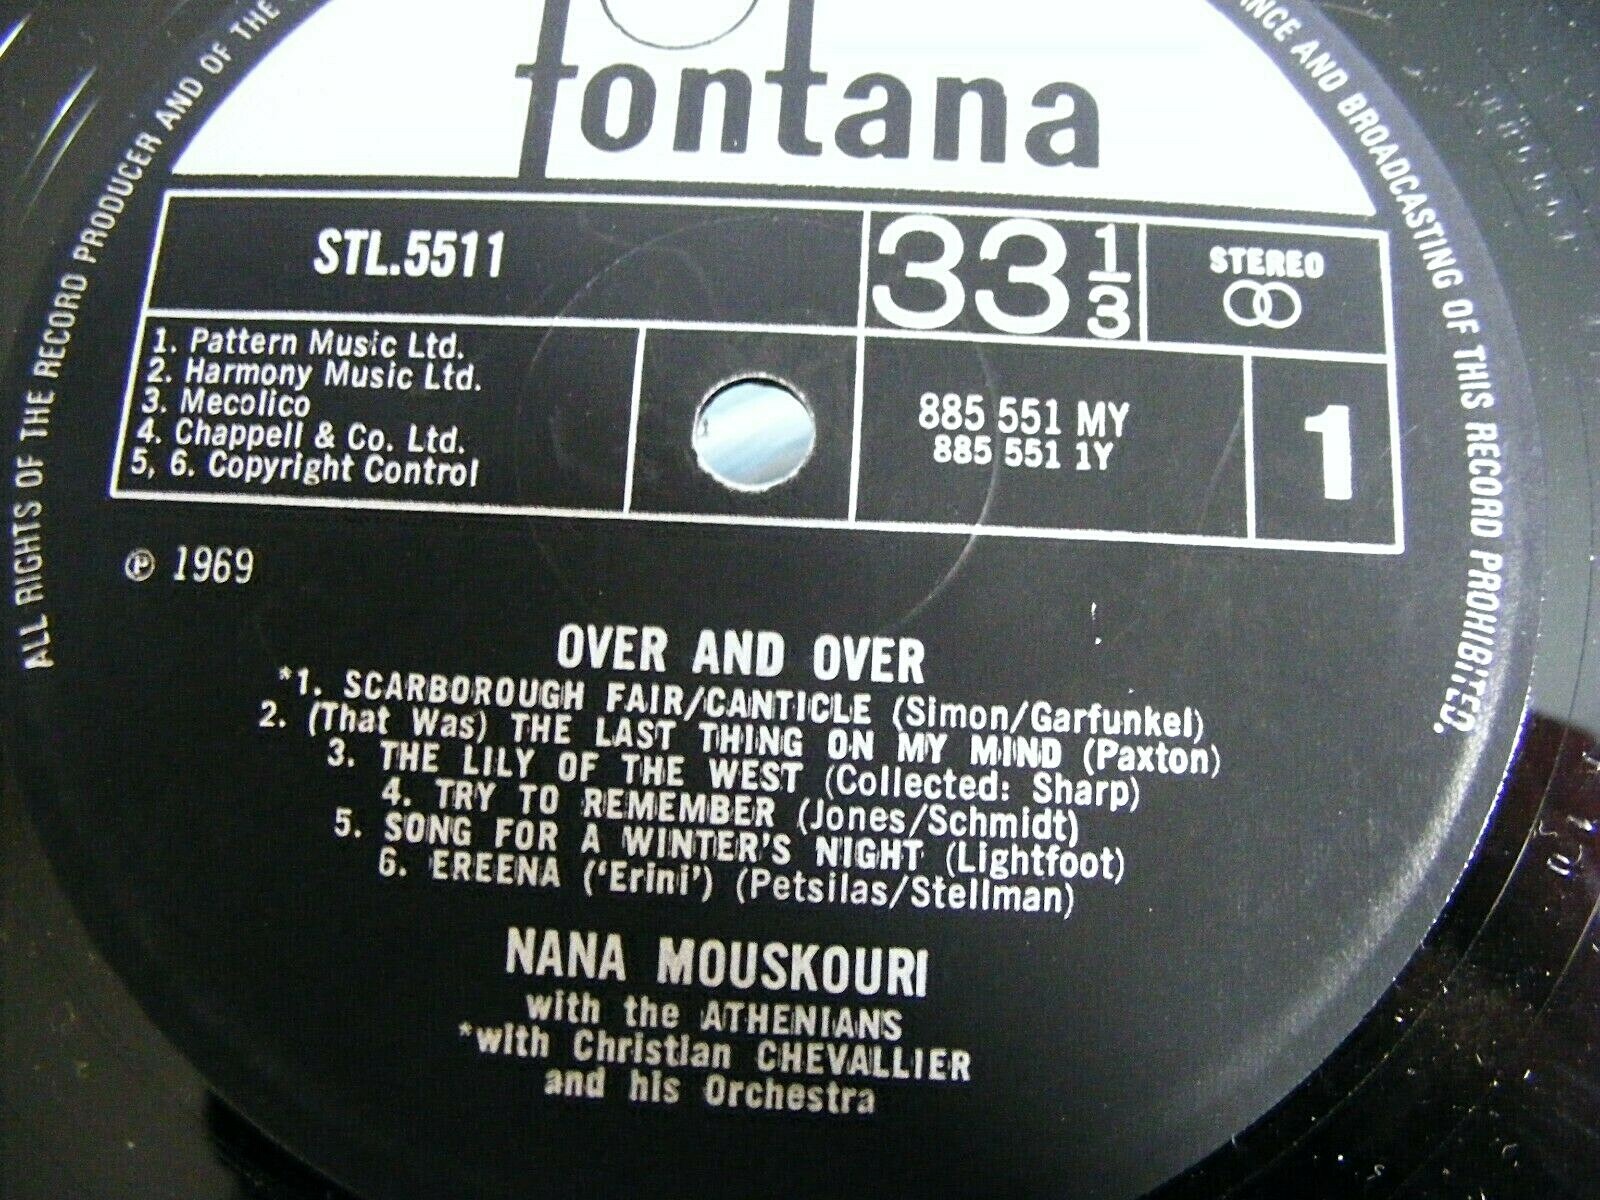 ALL RIGHTS OF THE RECORD PRODUCER AND OF THE
NCE AND BROADCASTING OF THIS RECORD PROHIBITED.
fontana
STL.5511
33 1/3
STEREO
1. Pattern Music Ltd.
2. Harmony Music Ltd.
3. Mecolico
4. Chappell & Co. Ltd.
5, 6. Copyright Control
885 551 MY
885 551 1Y
1
℗ 1969
OVER AND OVER
*1. SCARBOROUGH FAIR/CANTICLE (Simon/Garfunkel)
2. (That Was) THE LAST THING ON MY MIND (Paxton)
3. THE LILY OF THE WEST (Collected: Sharp)
4. TRY TO REMEMBER (Jones/Schmidt)
5. SONG FOR A WINTER'S NIGHT (Lightfoot)
6. EREENA ('Erini') (Petsilas/Stellman)
NANA MOUSKOURI
with the ATHENIANS
*with Christian CHEVALLIER
and his Orchestra